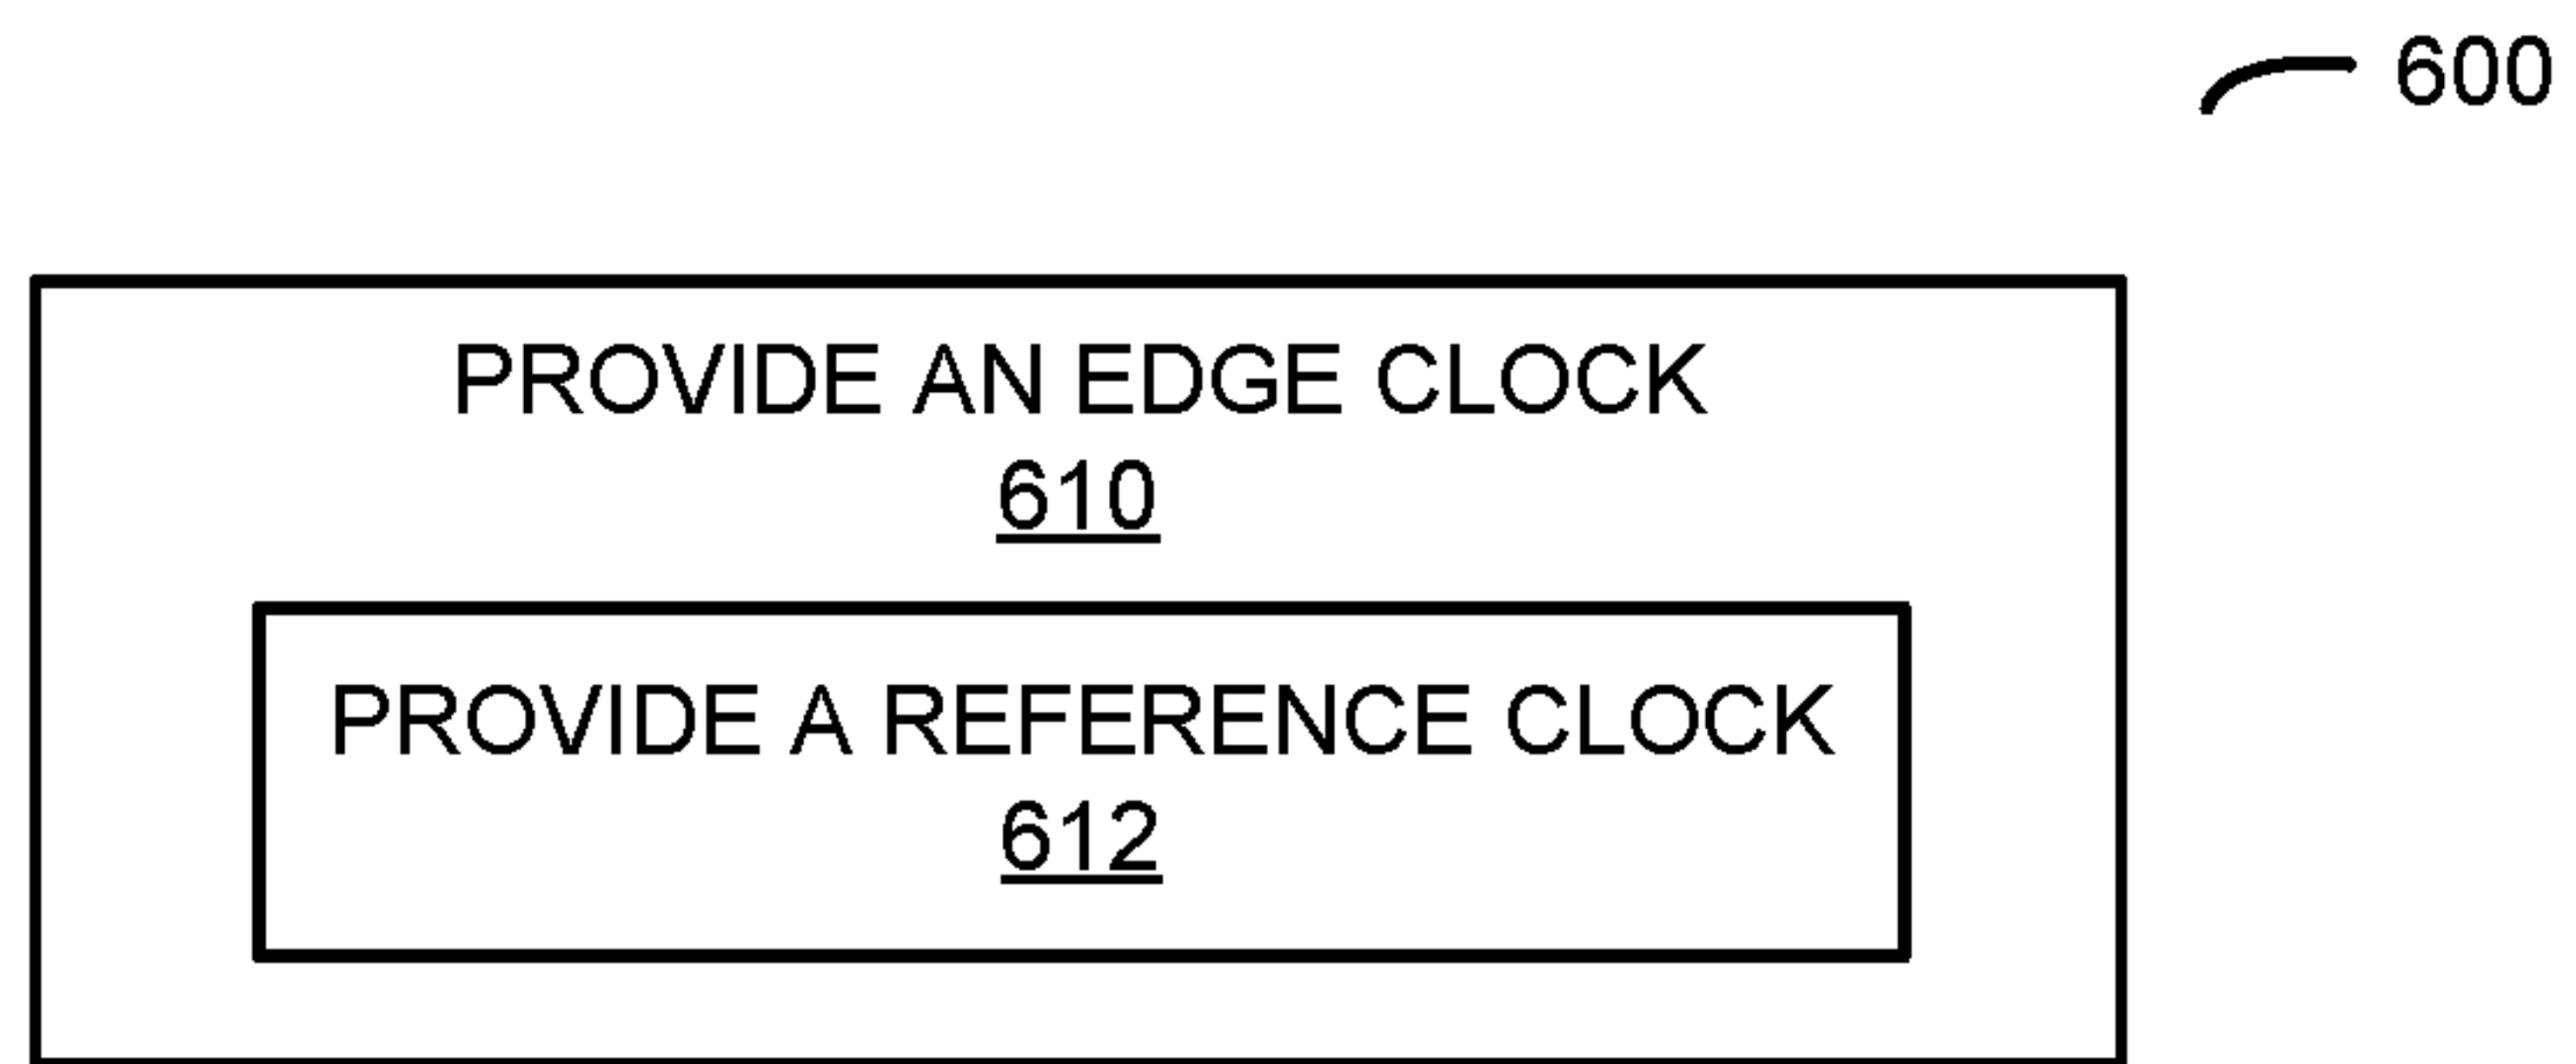 600
PROVIDE AN EDGE CLOCK
610
PROVIDE A REFERENCE CLOCK
612